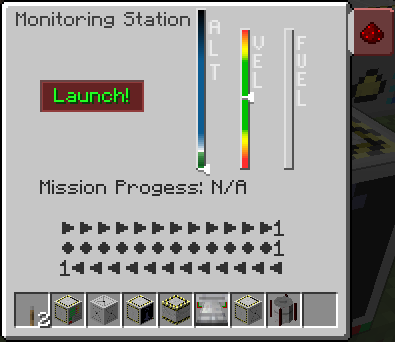 Monitoring Station
ALT
VEL
FUEL
Launch!
Mission Progess: N/A
1
1
1
2